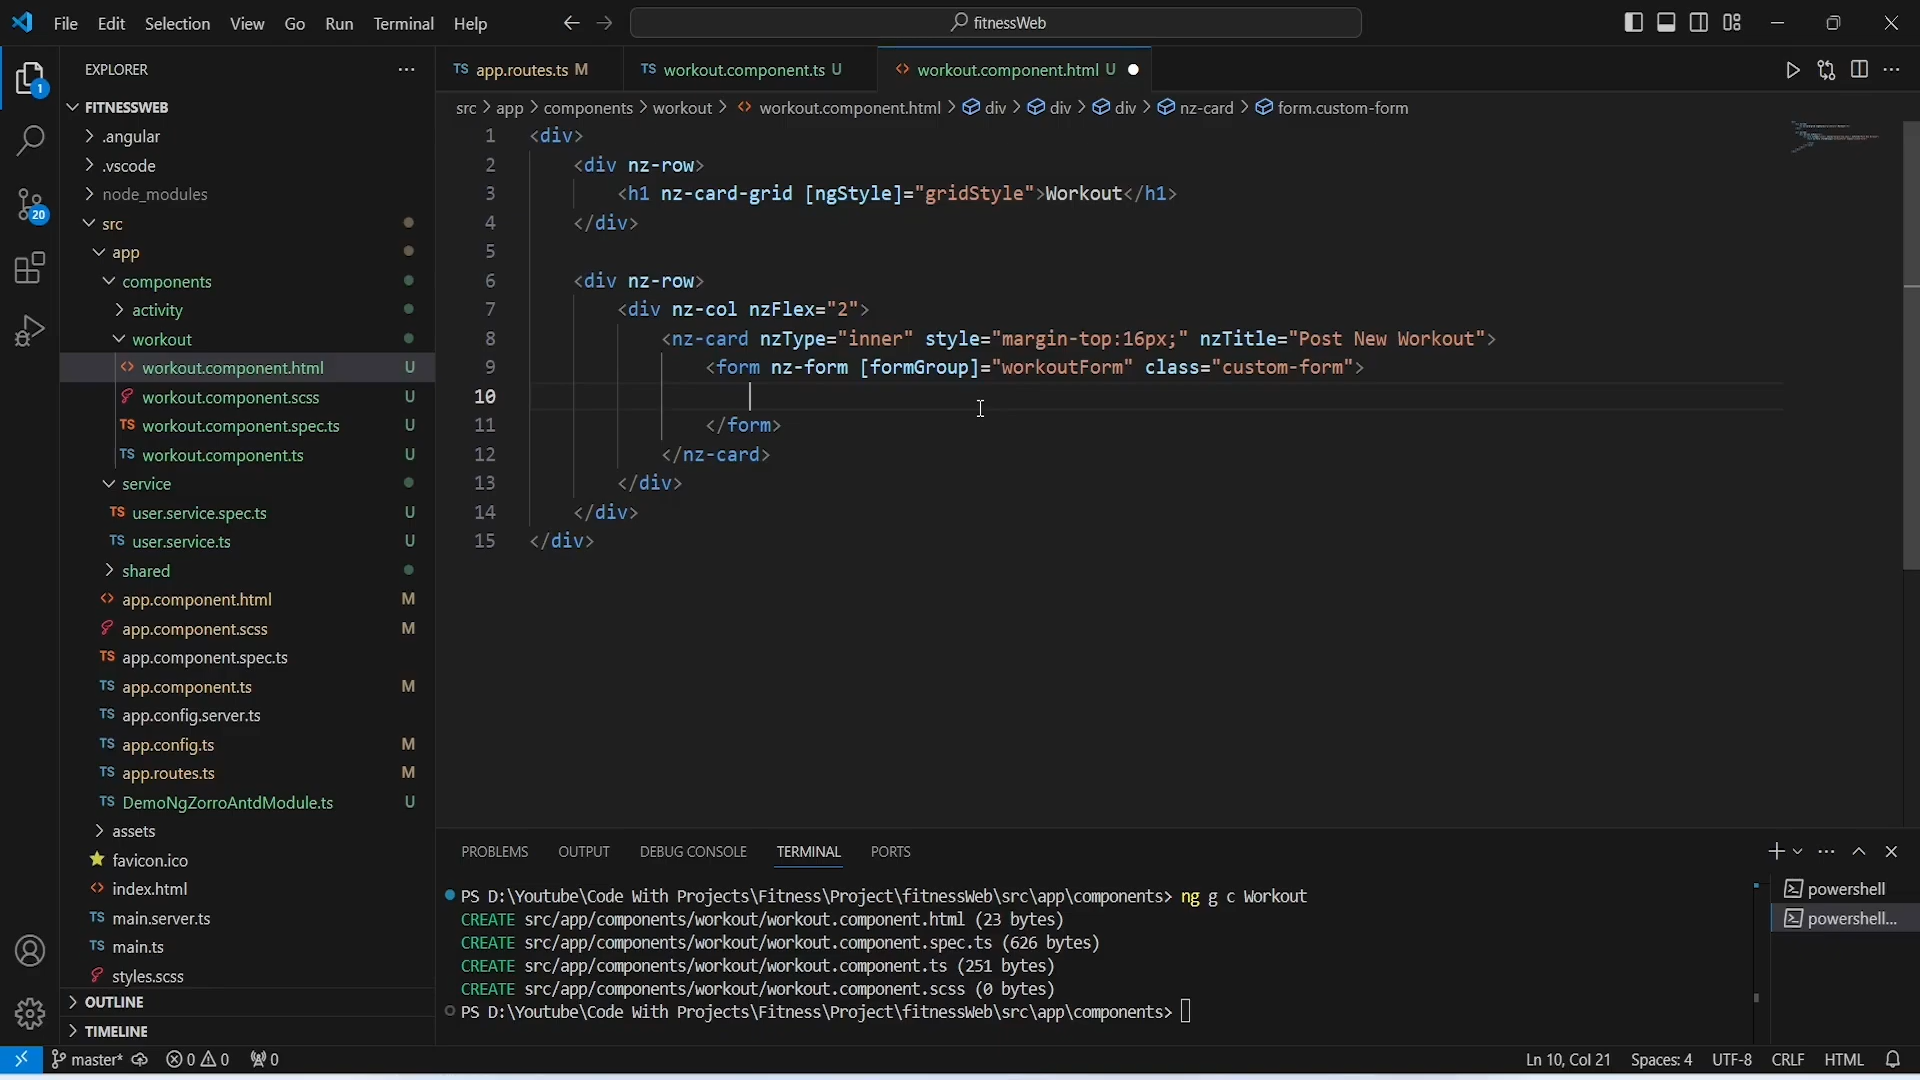 File Edit Selection View Go Run Terminal Help
fitnessWeb
EXPLORER
FITNESSWEB
.angular
.vscode
node_modules
src
app
components
activity
workout
workout.component.html U
workout.component.scss U
workout.component.spec.ts U
workout.component.ts U
service
user.service.spec.ts U
user.service.ts U
shared
app.component.html M
app.component.scss M
app.component.spec.ts
app.component.ts M
app.config.server.ts
app.config.ts M
app.routes.ts M
DemoNgZorroAntdModule.ts U
assets
favicon.ico
index.html
main.server.ts
main.ts
styles.scss
OUTLINE
TIMELINE
1
20
TS app.routes.ts M
TS workout.component.ts U
<> workout.component.html U
src > app > components > workout > <> workout.component.html > div > div > div > nz-card > form.custom-form
1 <div>
2 <div nz-row>
3 <h1 nz-card-grid [ngStyle]="gridStyle">Workout</h1>
4 </div>
5
6 <div nz-row>
7 <div nz-col nzFlex="2">
8 <nz-card nzType="inner" style="margin-top:16px;" nzTitle="Post New Workout">
9 <form nz-form [formGroup]="workoutForm" class="custom-form">
10
11 </form>
12 </nz-card>
13 </div>
14 </div>
15 </div>
PROBLEMS OUTPUT DEBUG CONSOLE TERMINAL PORTS
PS D:\Youtube\Code With Projects\Fitness\Project\fitnessWeb\src\app\components> ng g c Workout
CREATE src/app/components/workout/workout.component.html (23 bytes)
CREATE src/app/components/workout/workout.component.spec.ts (626 bytes)
CREATE src/app/components/workout/workout.component.ts (251 bytes)
CREATE src/app/components/workout/workout.component.scss (0 bytes)
PS D:\Youtube\Code With Projects\Fitness\Project\fitnessWeb\src\app\components>
powershell
powershell...
master* 0 0 0
Ln 10, Col 21 Spaces: 4 UTF-8 CRLF HTML